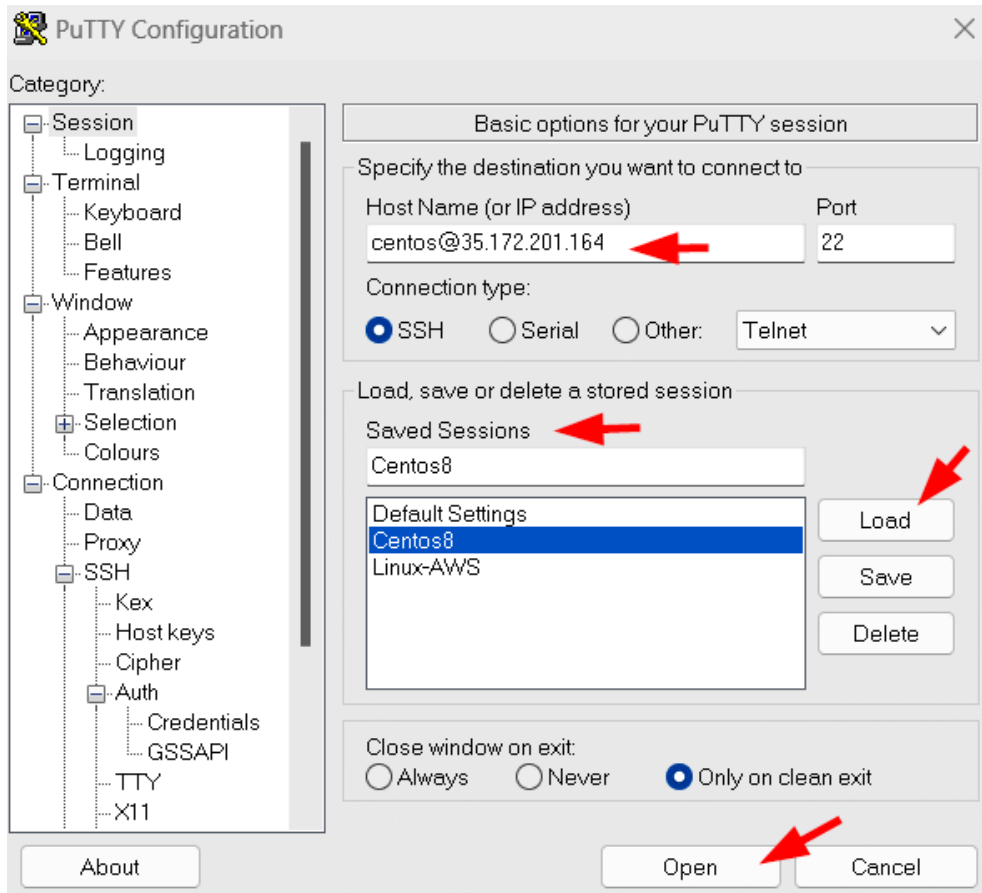 PuTTY Configuration
Category:
Session
Logging
Terminal
Keyboard
Bell
Features
Window
Appearance
Behaviour
Translation
Selection
Colours
Connection
Data
Proxy
SSH
Kex
Host keys
Cipher
Auth
Credentials
GSSAPI
TTY
X11
Basic options for your PuTTY session
Specify the destination you want to connect to
Host Name (or IP address) Port
centos@35.172.201.164 22
Connection type:
SSH Serial Other: Telnet
Load, save or delete a stored session
Saved Sessions
Centos8
Default Settings
Centos8
Linux-AWS
Load
Save
Delete
Close window on exit:
Always Never Only on clean exit
About Open Cancel